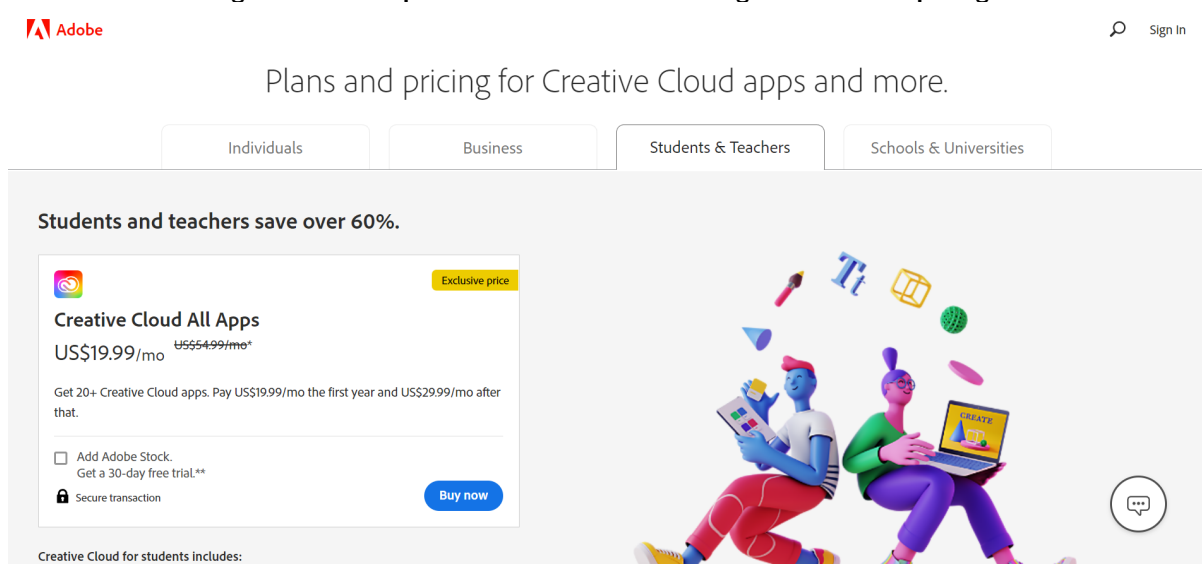 Adobe
Sign In
Plans and pricing for Creative Cloud apps and more.
Individuals
Business
Students & Teachers
Schools & Universities
Students and teachers save over 60%.
Exclusive price
Creative Cloud All Apps
US$19.99/mo US$54.99/mo*
Get 20+ Creative Cloud apps. Pay US$19.99/mo the first year and US$29.99/mo after
that.
Add Adobe Stock.
Get a 30-day free trial.**
Secure transaction
Buy now
Creative Cloud for students includes:
Tt
CREATE